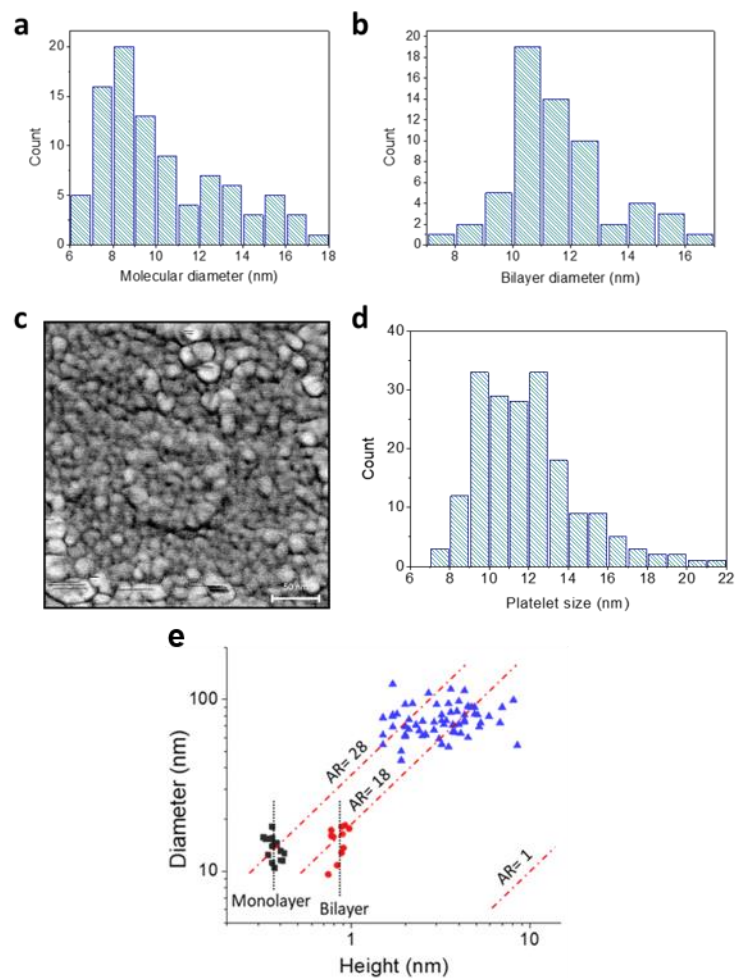 a
20
15
10
5
0
Count
6 8 10 12 14 16 18
Molecular diameter (nm)
b
20
18
16
14
12
10
8
6
4
2
0
Count
8 10 12 14 16
Bilayer diameter (nm)
c
50 nm
d
40
30
20
10
0
Count
6 8 10 12 14 16 18 20 22
Platelet size (nm)
e
100
10
Diameter (nm)
AR= 28
AR= 18
AR= 1
Monolayer
Bilayer
1 10
Height (nm)